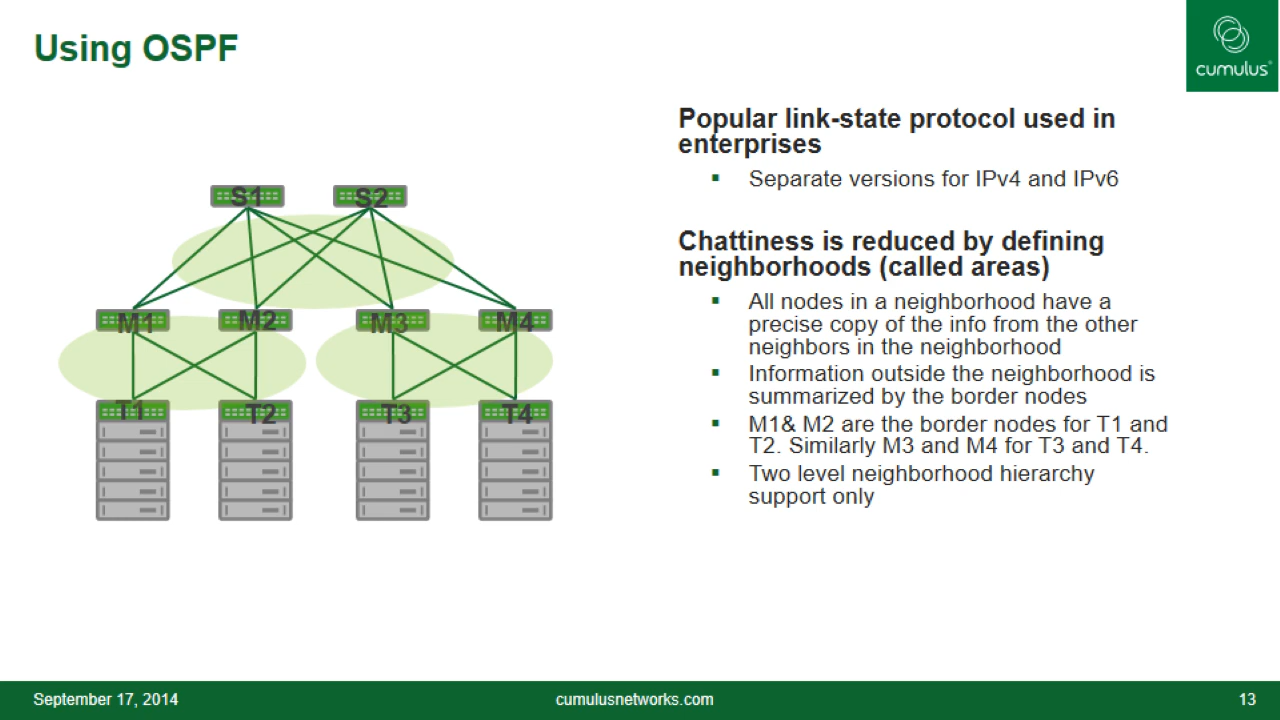 Using OSPF
cumulus®
Popular link-state protocol used in
enterprises
▪ Separate versions for IPv4 and IPv6
Chattiness is reduced by defining
neighborhoods (called areas)
▪ All nodes in a neighborhood have a
precise copy of the info from the other
neighbors in the neighborhood
▪ Information outside the neighborhood is
summarized by the border nodes
▪ M1& M2 are the border nodes for T1 and
T2. Similarly M3 and M4 for T3 and T4.
▪ Two level neighborhood hierarchy
support only
S1 S2
M1 M2 M3 M4
T1 T2 T3 T4
September 17, 2014 cumulusnetworks.com 13